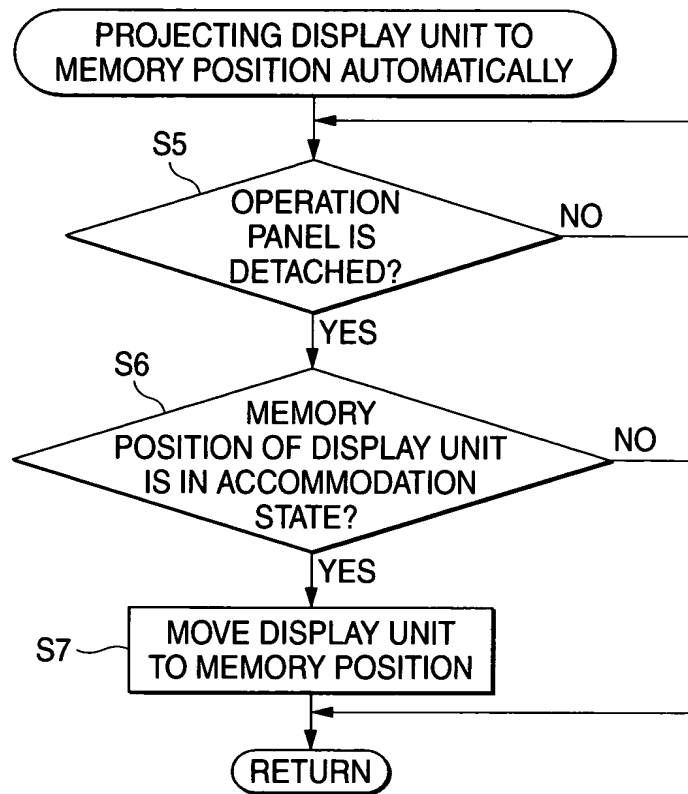 PROJECTING DISPLAY UNIT TO
MEMORY POSITION AUTOMATICALLY
S5
OPERATION
PANEL IS
DETACHED?
NO
YES
S6
MEMORY
POSITION OF DISPLAY UNIT
IS IN ACCOMMODATION
STATE?
NO
YES
S7
MOVE DISPLAY UNIT
TO MEMORY POSITION
RETURN